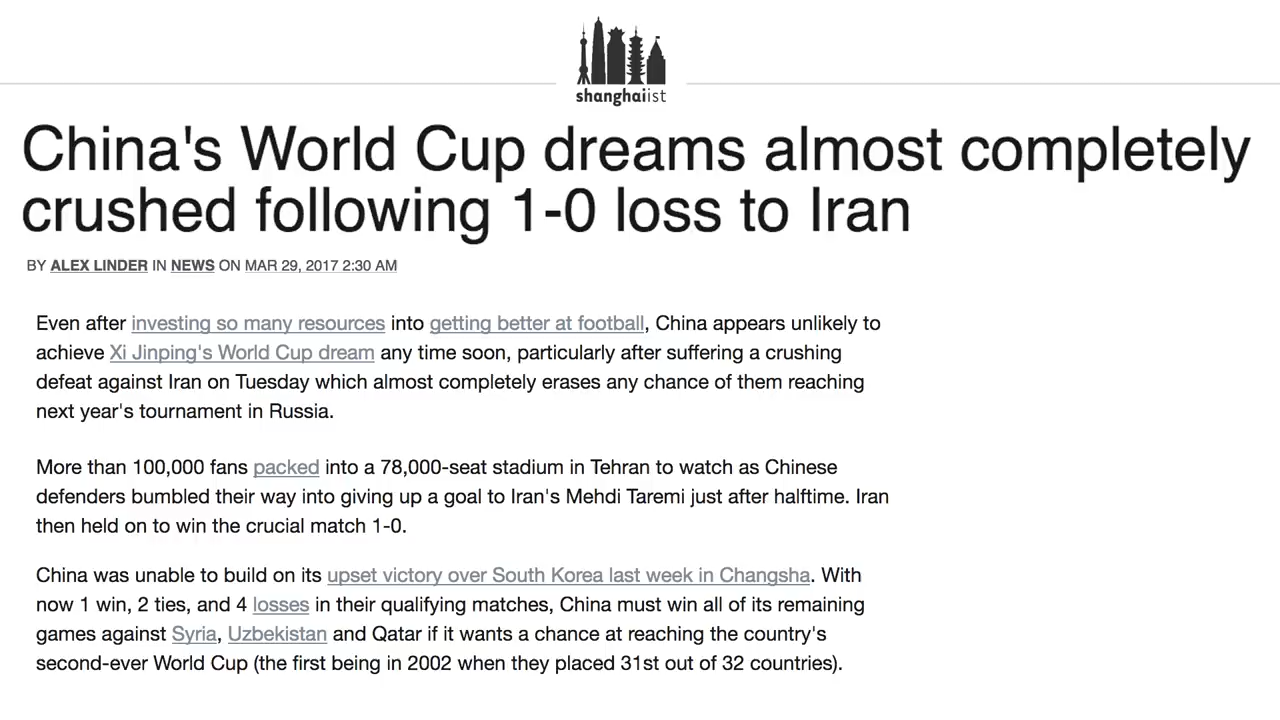 shanghaiist
China's World Cup dreams almost completely
crushed following 1-0 loss to Iran
BY ALEX LINDER IN NEWS ON MAR 29, 2017 2:30 AM
Even after investing so many resources into getting better at football, China appears unlikely to
achieve Xi Jinping's World Cup dream any time soon, particularly after suffering a crushing
defeat against Iran on Tuesday which almost completely erases any chance of them reaching
next year's tournament in Russia.
More than 100,000 fans packed into a 78,000-seat stadium in Tehran to watch as Chinese
defenders bumbled their way into giving up a goal to Iran's Mehdi Taremi just after halftime. Iran
then held on to win the crucial match 1-0.
China was unable to build on its upset victory over South Korea last week in Changsha. With
now 1 win, 2 ties, and 4 losses in their qualifying matches, China must win all of its remaining
games against Syria, Uzbekistan and Qatar if it wants a chance at reaching the country's
second-ever World Cup (the first being in 2002 when they placed 31st out of 32 countries).